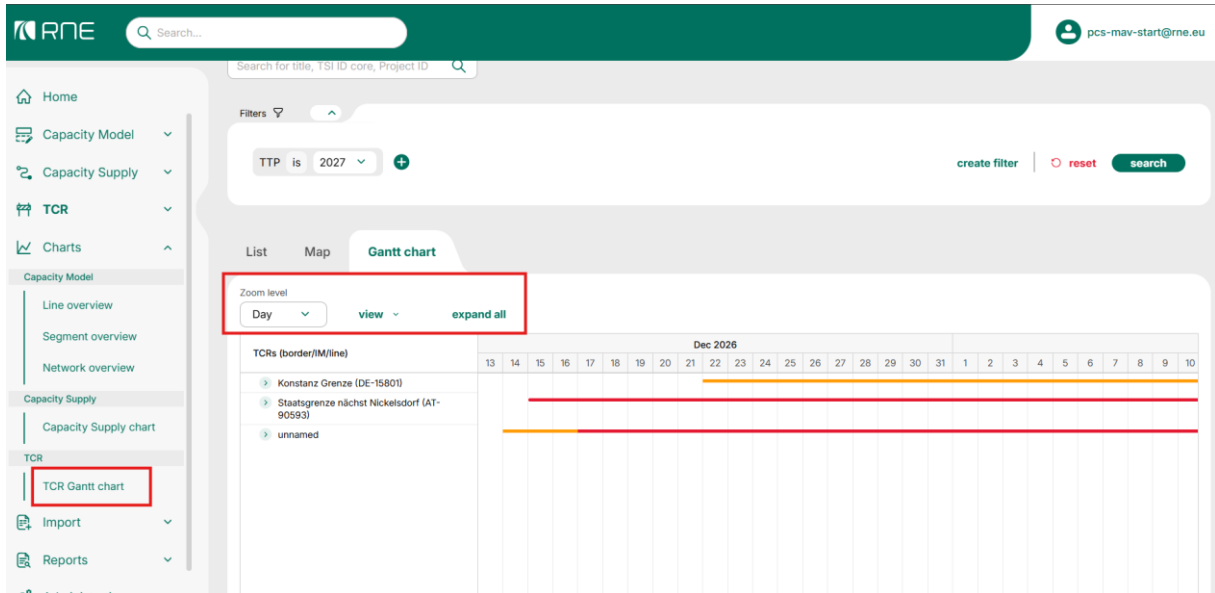 RNE
Search...
pcs-mav-start@rne.eu
Search for title, TSI ID core, Project ID
Home
Capacity Model
Capacity Supply
TCR
Charts
Capacity Model
Line overview
Segment overview
Network overview
Capacity Supply
Capacity Supply chart
TCR
TCR Gantt chart
Import
Reports
Filters
TTP is 2027
create filter
reset
search
List Map Gantt chart
Zoom level
Day view expand all
TCRs (border/IM/line)
Dec 2026
13 14 15 16 17 18 19 20 21 22 23 24 25 26 27 28 29 30 31 1 2 3 4 5 6 7 8 9 10
Konstanz Grenze (DE-15801)
Staatsgrenze nächst Nickelsdorf (AT-
90593)
unnamed